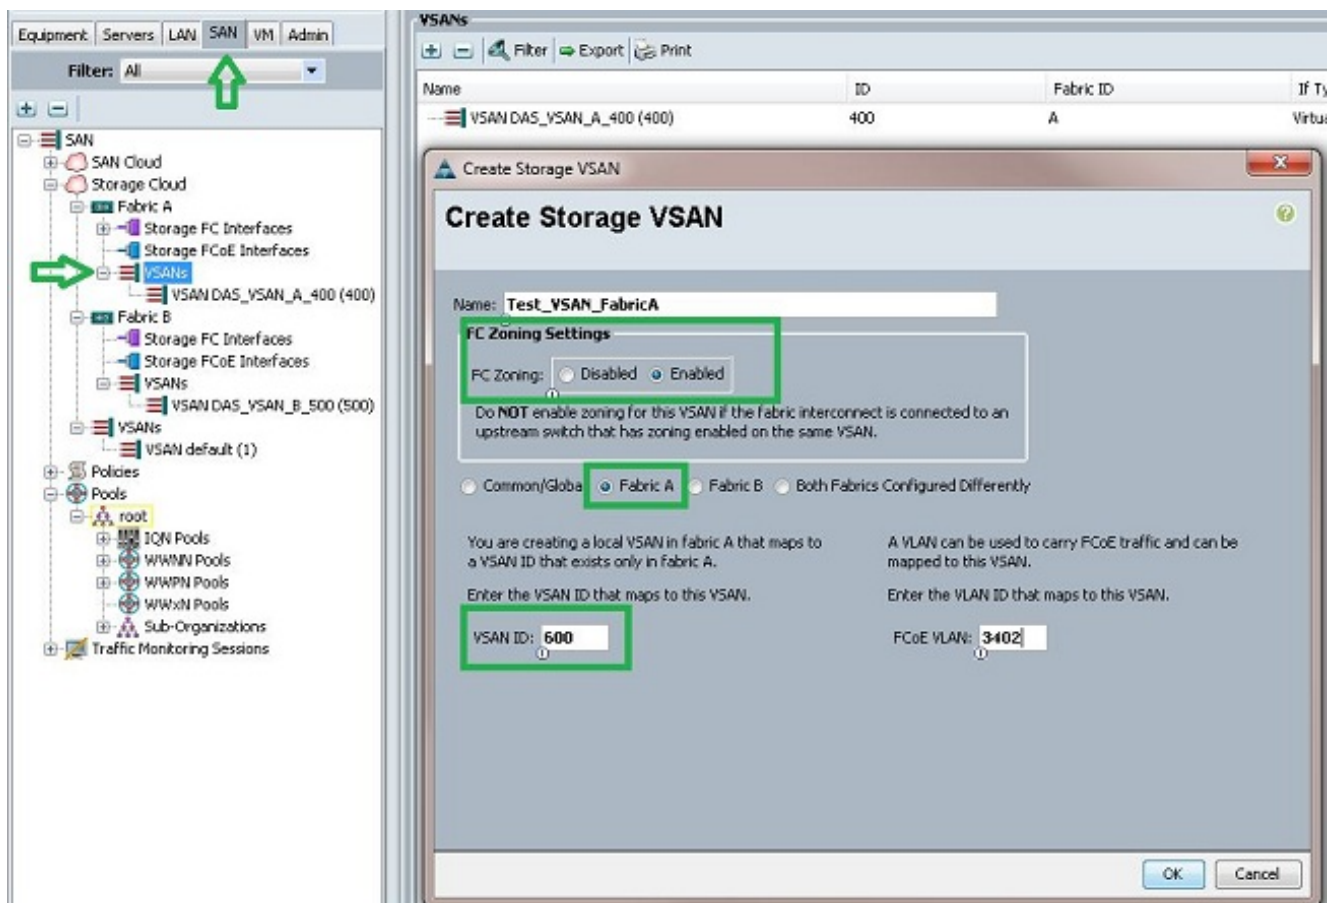 Equipment Servers LAN SAN VM Admin
Filter: All
SAN
SAN Cloud
Storage Cloud
Fabric A
Storage FC Interfaces
Storage FCoE Interfaces
VSANs
VSAN DAS_VSAN_A_400 (400)
Fabric B
Storage FC Interfaces
Storage FCoE Interfaces
VSANs
VSAN DAS_VSAN_B_500 (500)
VSANs
VSAN default (1)
Policies
Pools
root
IQN Pools
WWNN Pools
WWPN Pools
WWxN Pools
Sub-Organizations
Traffic Monitoring Sessions
VSANs
Filter Export Print
Name ID Fabric ID If Ty
VSAN DAS_VSAN_A_400 (400) 400 A Virtua
Create Storage VSAN
Create Storage VSAN
Name: Test_VSAN_FabricA
FC Zoning Settings
FC Zoning: Disabled Enabled
Do NOT enable zoning for this VSAN if the fabric interconnect is connected to an
upstream switch that has zoning enabled on the same VSAN.
Common/Global Fabric A Fabric B Both Fabrics Configured Differently
You are creating a local VSAN in fabric A that maps to
a VSAN ID that exists only in fabric A.
Enter the VSAN ID that maps to this VSAN.
VSAN ID: 600
A VLAN can be used to carry FCoE traffic and can be
mapped to this VSAN.
Enter the VLAN ID that maps to this VSAN.
FCoE VLAN: 3402
OK Cancel